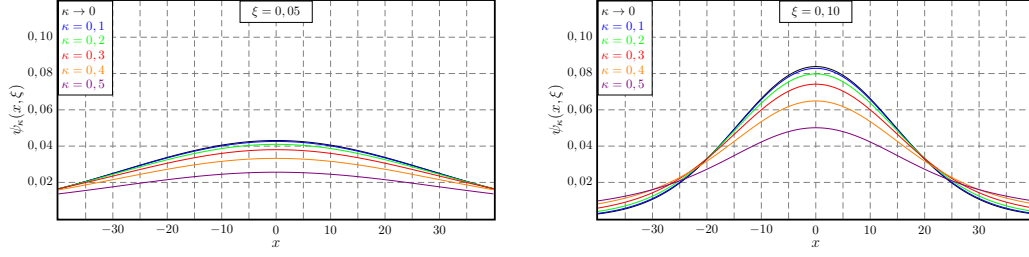 ξ = 0, 05
κ → 0
κ = 0, 1
κ = 0, 2
κ = 0, 3
κ = 0, 4
κ = 0, 5
0, 10
0, 08
0, 06
0, 04
0, 02
ψκ(x, ξ)
−30 −20 −10 0 10 20 30
x
ξ = 0, 10
κ → 0
κ = 0, 1
κ = 0, 2
κ = 0, 3
κ = 0, 4
κ = 0, 5
0, 10
0, 08
0, 06
0, 04
0, 02
ψκ(x, ξ)
−30 −20 −10 0 10 20 30
x